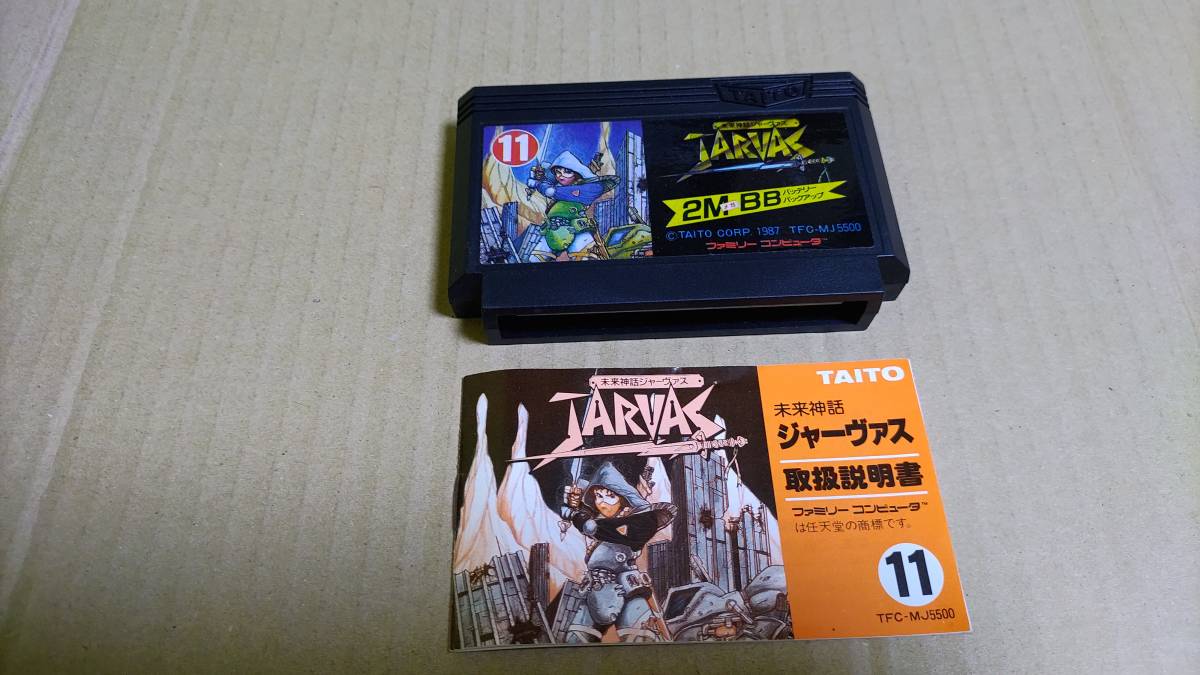 TAITO
11
未来神話ジャーヴァス
JARVAS
2M BB バッテリー
バックアップ
©TAITO CORP. 1987 TFC-MJ5500
ファミリー コンピュータ™
未来神話ジャーヴァス
JARVAS
TAITO
未来神話
ジャーヴァス
取扱説明書
ファミリー コンピュータ™
は任天堂の商標です。
11
TFC-MJ5500